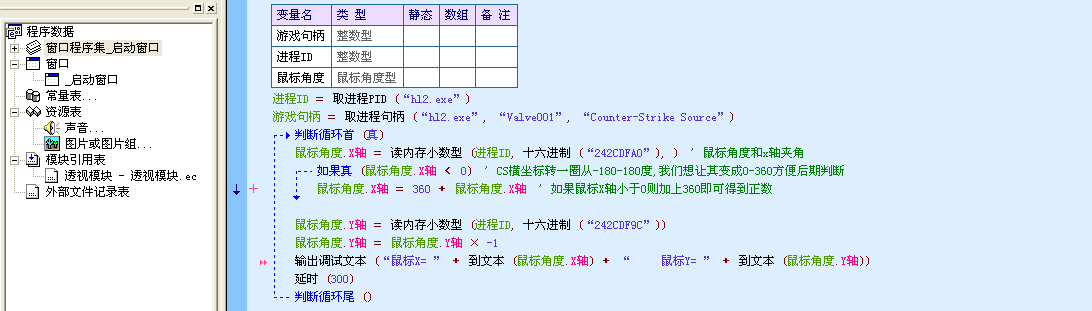 程序数据
窗口程序集_启动窗口
窗口
_启动窗口
常量表...
资源表
声音...
图片或图片组...
模块引用表
透视模块 - 透视模块.ec
外部文件记录表
变量名 类 型 静态 数组 备 注
游戏句柄 整数型
进程ID 整数型
鼠标角度 鼠标角度型
进程ID = 取进程PID (“hl2.exe”)
游戏句柄 = 取进程句柄 (“hl2.exe”, “Valve001”, “Counter-Strike Source”)
判断循环首 (真)
鼠标角度.X轴 = 读内存小数型 (进程ID, 十六进制 (“242CDFA0”), ) ' 鼠标角度和x轴夹角
如果真 (鼠标角度.X轴 < 0) ' CS横坐标转一圈从-180-180度,我们想让其变成0-360方便后期判断
鼠标角度.X轴 = 360 + 鼠标角度.X轴 ' 如果鼠标X轴小于0则加上360即可得到正数
鼠标角度.Y轴 = 读内存小数型 (进程ID, 十六进制 (“242CDF9C”))
鼠标角度.Y轴 = 鼠标角度.Y轴 × -1
输出调试文本 (“鼠标X= ” + 到文本 (鼠标角度.X轴) + “ 鼠标Y= ” + 到文本 (鼠标角度.Y轴))
延时 (300)
判断循环尾 ()